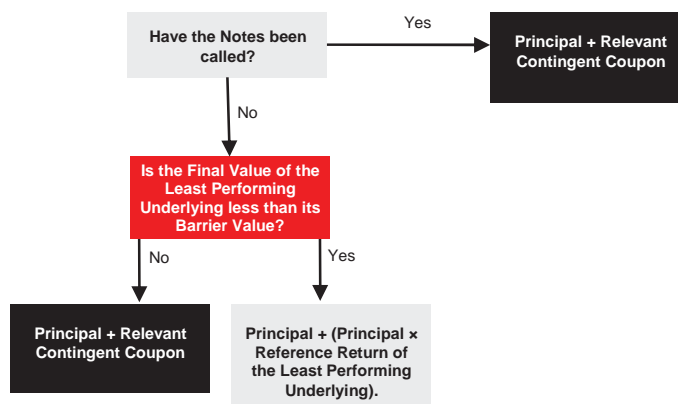 Have the Notes been
called?
Yes
Principal + Relevant
Contingent Coupon
No
Is the Final Value of the
Least Performing
Underlying less than its
Barrier Value?
No
Yes
Principal + Relevant
Contingent Coupon
Principal + (Principal ×
Reference Return of
the Least Performing
Underlying).